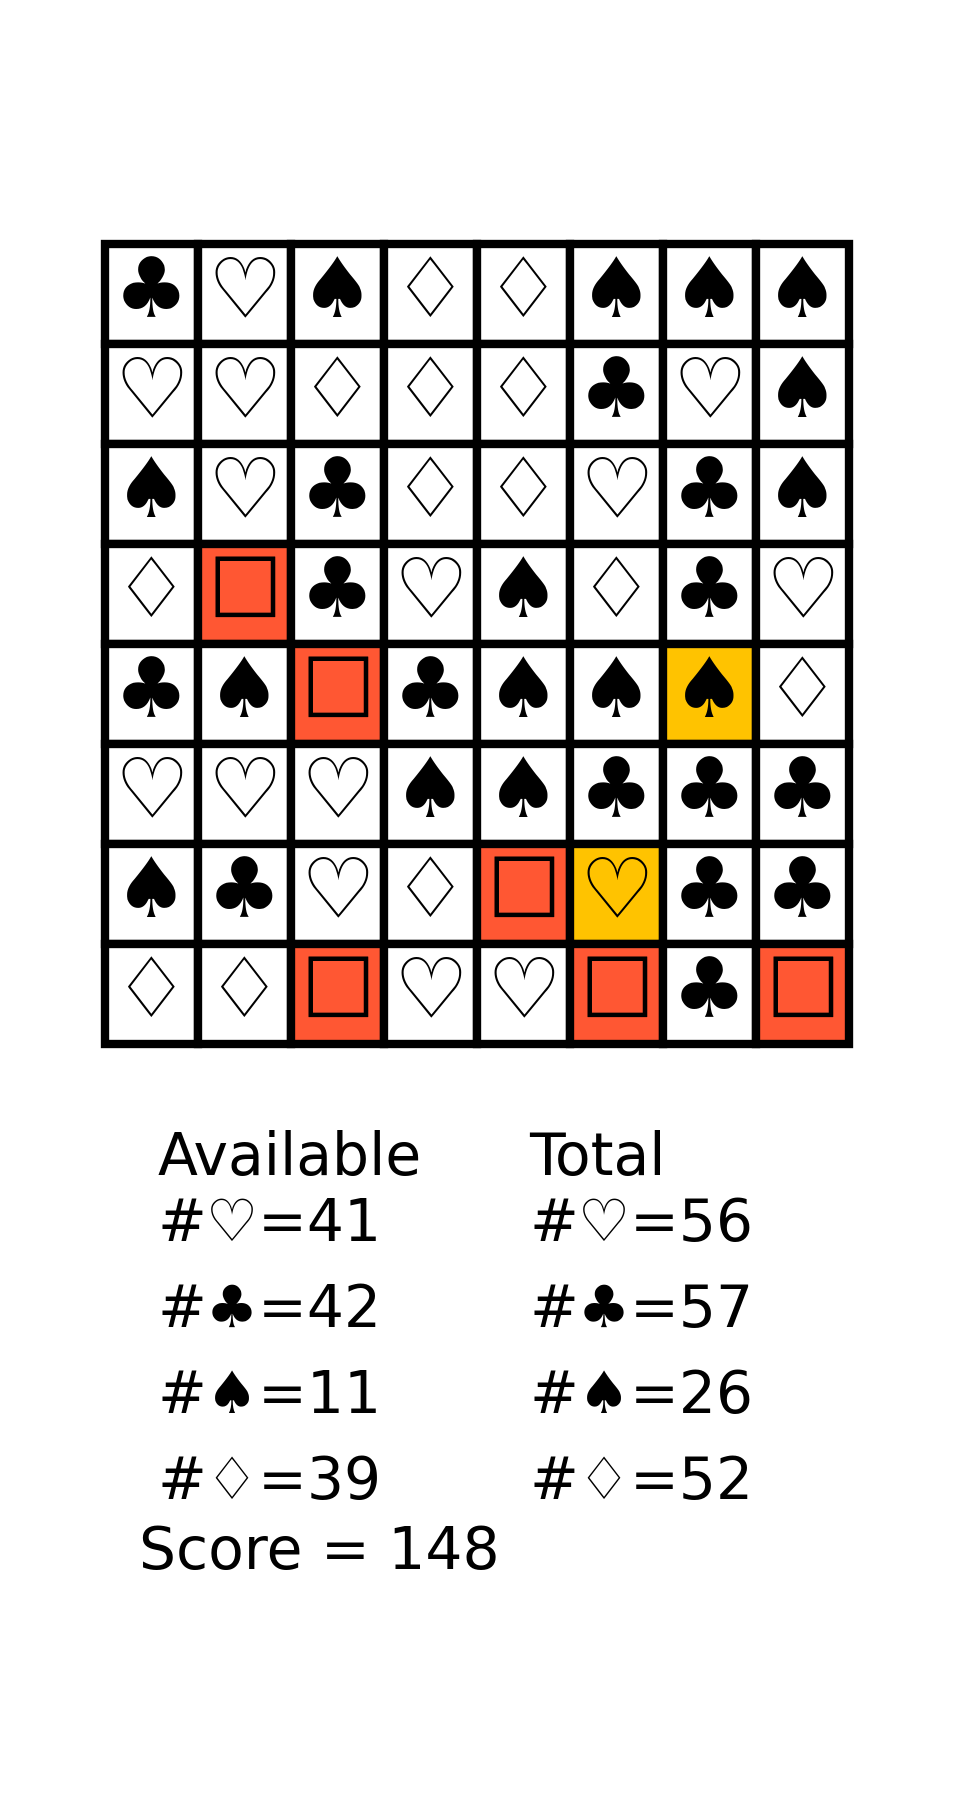 ♣ ♡ ♠ ♢ ♢ ♠ ♠ ♠
♡ ♡ ♢ ♢ ♢ ♣ ♡ ♠
♠ ♡ ♣ ♢ ♢ ♡ ♣ ♠
♢ □ ♣ ♡ ♠ ♢ ♣ ♡
♣ ♠ □ ♣ ♠ ♠ ♠ ♢
♡ ♡ ♡ ♠ ♠ ♣ ♣ ♣
♠ ♣ ♡ ♢ □ ♡ ♣ ♣
♢ ♢ □ ♡ ♡ □ ♣ □
Available Total
#♡=41 #♡=56
#♣=42 #♣=57
#♠=11 #♠=26
#♢=39 #♢=52
Score = 148